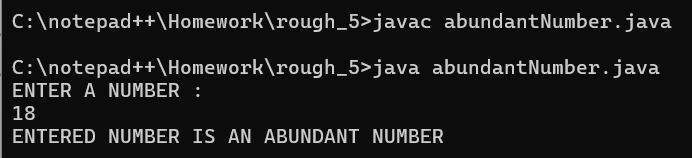 C:\notepad++\Homework\rough_5>javac abundantNumber.java
C:\notepad++\Homework\rough_5>java abundantNumber.java
ENTER A NUMBER :
18
ENTERED NUMBER IS AN ABUNDANT NUMBER